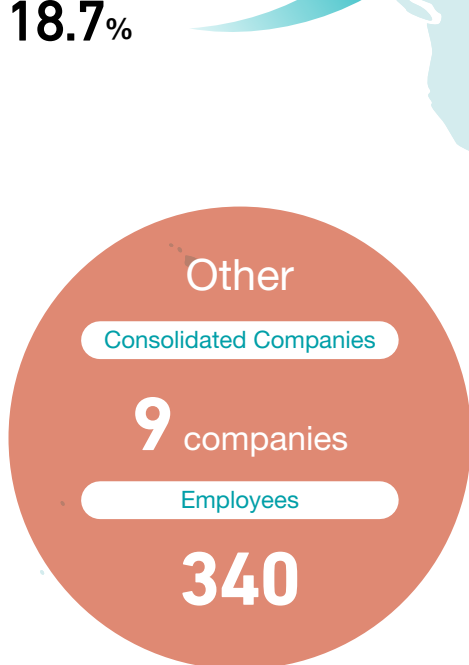 18.7%
Other
Consolidated Companies
9 companies
Employees
340